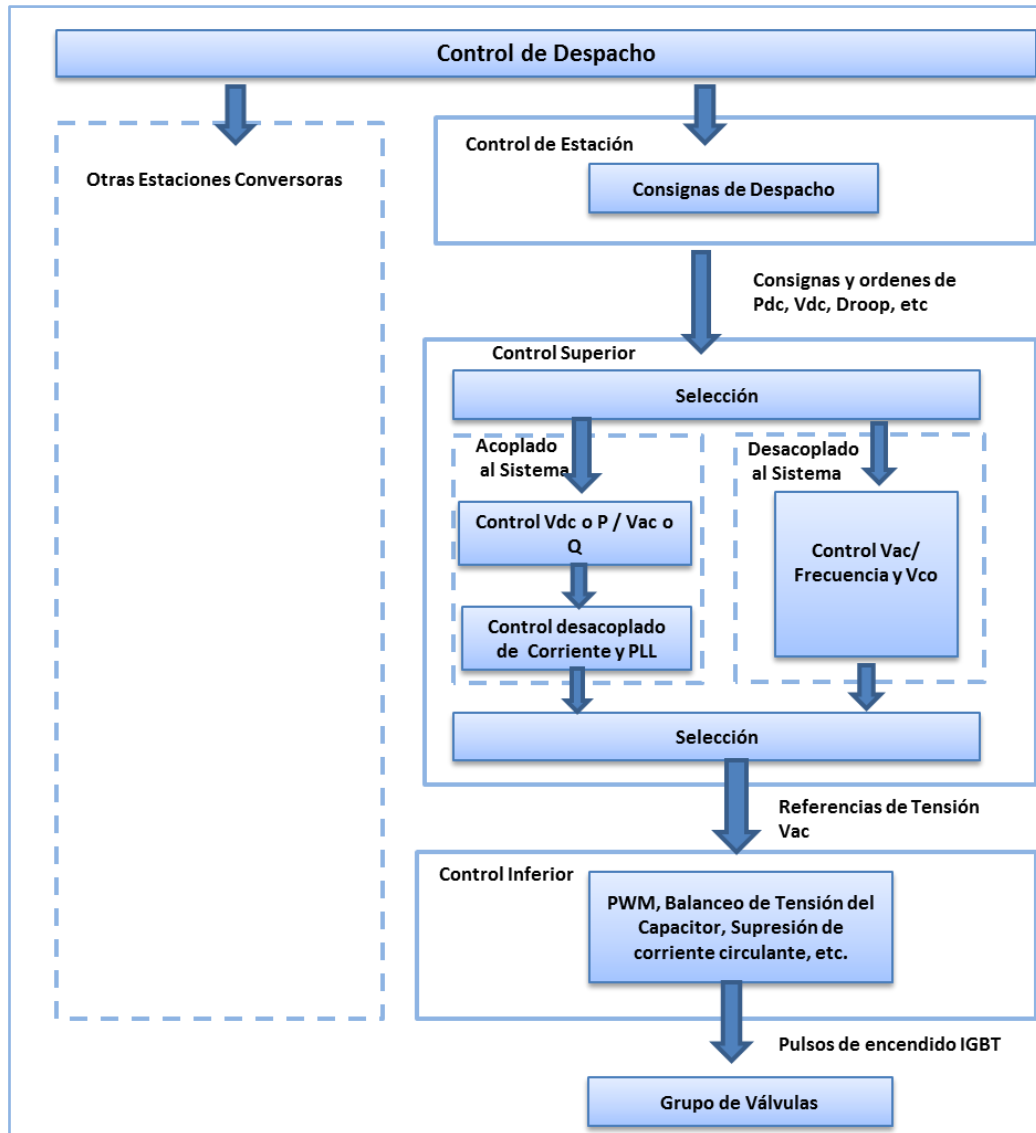 Control de Despacho
Otras Estaciones Conversoras
Control de Estación
Consignas de Despacho
Consignas y ordenes de
Pdc, Vdc, Droop, etc
Control Superior
Selección
Acoplado
al Sistema
Desacoplado
al Sistema
Control Vdc o P / Vac o
Q
Control Vac/
Frecuencia y Vco
Control desacoplado
de Corriente y PLL
Selección
Referencias de Tensión
Vac
Control Inferior
PWM, Balanceo de Tensión del
Capacitor, Supresión de
corriente circulante, etc.
Pulsos de encendido IGBT
Grupo de Válvulas